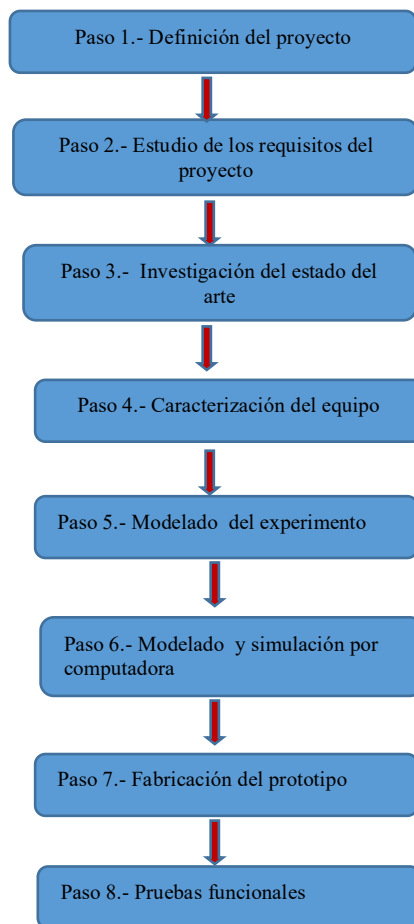 Paso 1.- Definición del proyecto
Paso 2.- Estudio de los requisitos del
proyecto
Paso 3.- Investigación del estado del
arte
Paso 4.- Caracterización del equipo
Paso 5.- Modelado del experimento
Paso 6.- Modelado y simulación por
computadora
Paso 7.- Fabricación del prototipo
Paso 8.- Pruebas funcionales